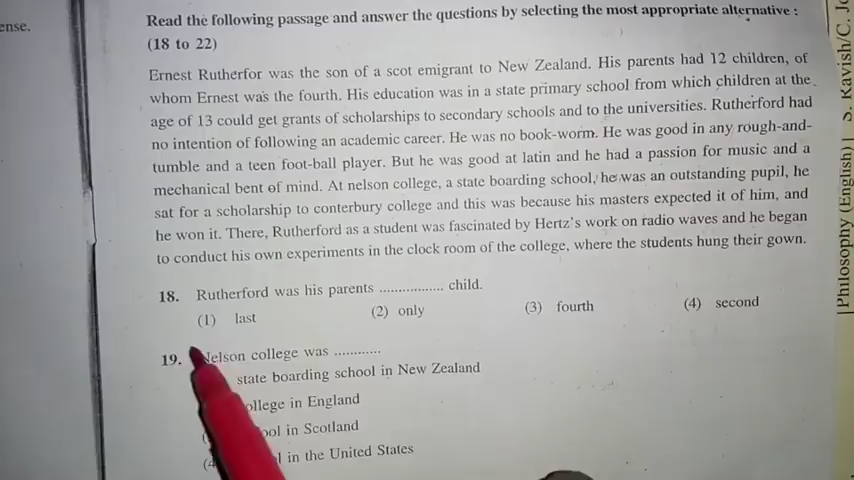 ense.
Read the following passage and answer the questions by selecting the most appropriate alternative :
(18 to 22)
Ernest Rutherfor was the son of a scot emigrant to New Zealand. His parents had 12 children, of
whom Ernest was the fourth. His education was in a state primary school from which children at the
age of 13 could get grants of scholarships to secondary schools and to the universities. Rutherford had
no intention of following an academic career. He was no book-worm. He was good in any rough-and-
tumble and a teen foot-ball player. But he was good at latin and he had a passion for music and a
mechanical bent of mind. At nelson college, a state boarding school, he was an outstanding pupil, he
sat for a scholarship to conterbury college and this was because his masters expected it of him, and
he won it. There, Rutherford as a student was fascinated by Hertz's work on radio waves and he began
to conduct his own experiments in the clock room of the college, where the students hung their gown.
18. Rutherford was his parents .................. child.
(1) last (2) only (3) fourth (4) second
19. Nelson college was ............
state boarding school in New Zealand
ollege in England
ool in Scotland
(4 l in the United States
[Philosophy (English)] S. Ravish/C. J